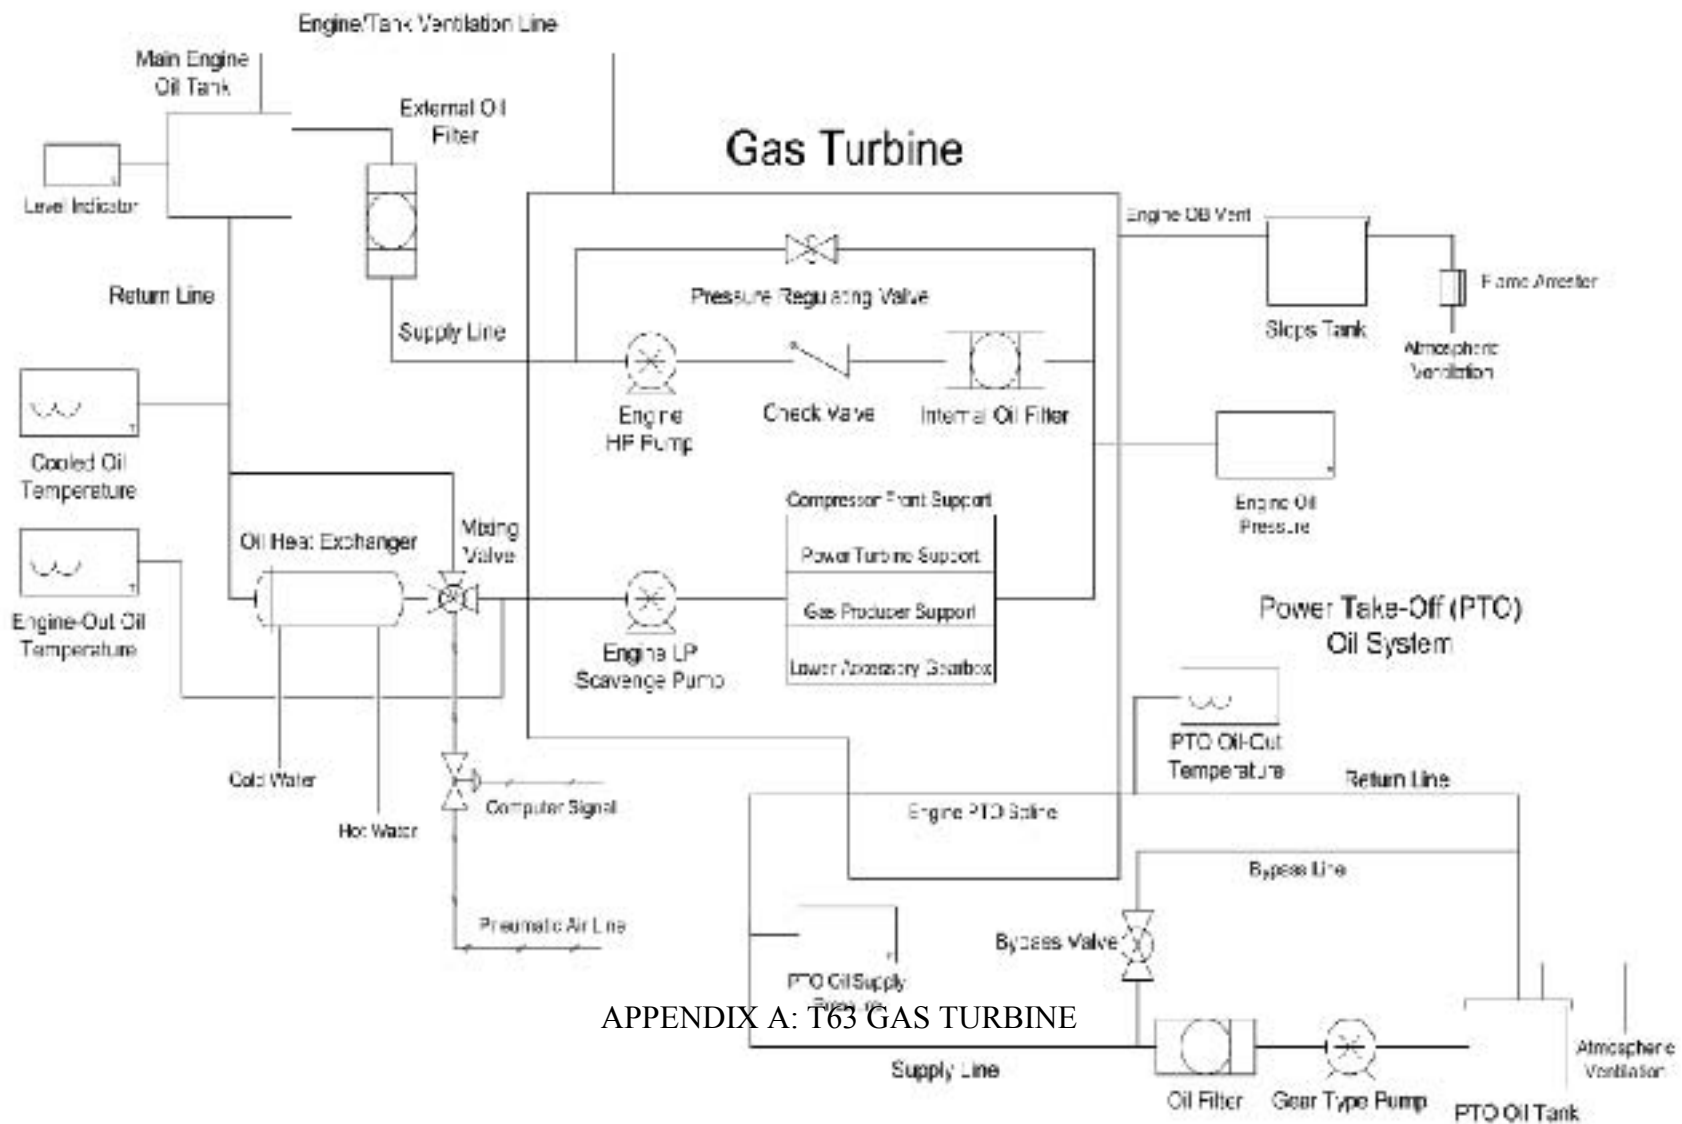 Engine/Tank Ventilation Line
Main Engine
Oil Tank
External Oil
Filter
Gas Turbine
Level Indicator
Engine OB Vent
Return Line
Pressure Regulating Valve
Flame Arrester
Supply Line
Slops Tank
Atmospheric
Ventilation
Engine
HP Pump
Check Valve
Internal Oil Filter
Cooled Oil
Temperature
Engine Oil
Pressure
Compressor Front Support
Mixing
Valve
Oil Heat Exchanger
Power Turbine Support
Gas Producer Support
Lower Accessory Gearbox
Engine-Out Oil
Temperature
Engine LP
Scavenge Pump
Power Take-Off (PTO)
Oil System
PTO Oil-Out
Temperature
Cold Water
Computer Signal
Hot Water
Return Line
Engine PTO Spline
Bypass Line
Pneumatic Air Line
Bypass Valve
PTO Oil Supply
APPENDIX A: T63 GAS TURBINE
Supply Line
Oil Filter
Gear Type Pump
PTO Oil Tank
Atmospheric
Ventilation